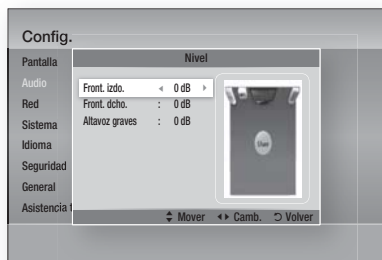 Config.
Pantalla
Audio
Red
Sistema
Idioma
Seguridad
General
Asistencia t
Nivel
Front. izdo. ◂ 0 dB ▸
Front. dcho. : 0 dB
Altavoz graves : 0 dB
Mover ◂▸ Camb. Volver